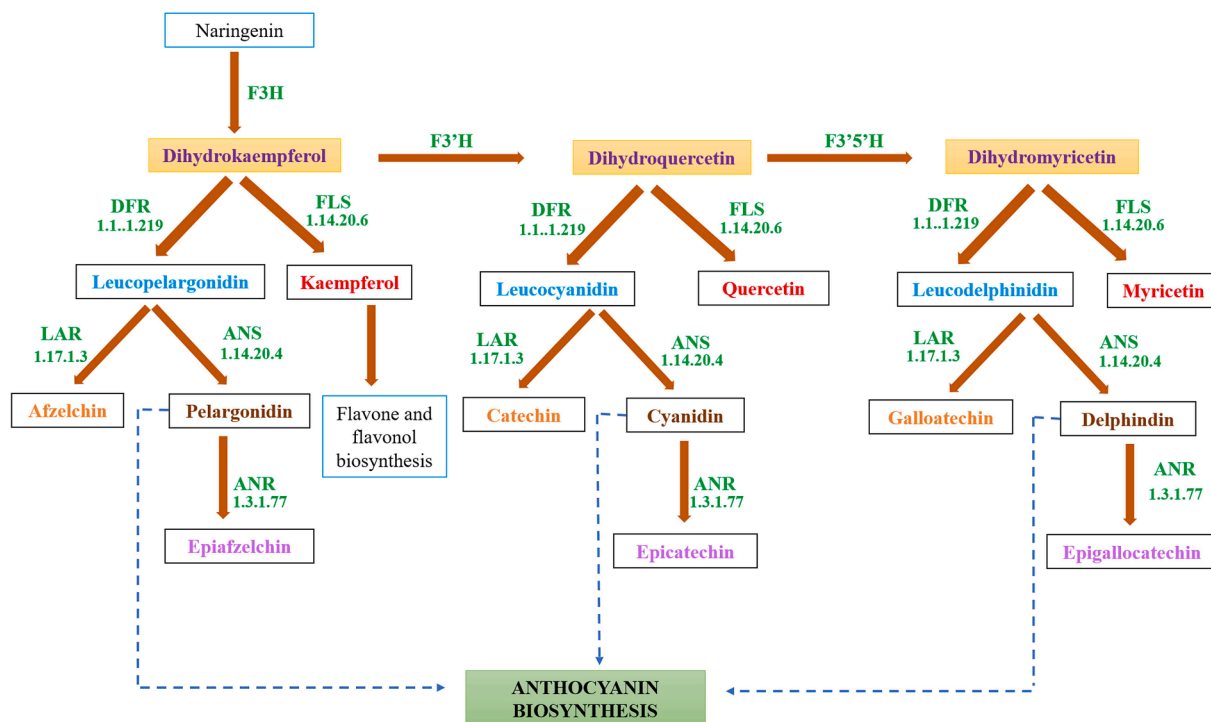 Naringenin
F3H
F3’H
F3’5’H
Dihydrokaempferol
Dihydroquercetin
Dihydromyricetin
DFR
1.1..1.219
FLS
1.14.20.6
DFR
1.1..1.219
FLS
1.14.20.6
DFR
1.1..1.219
FLS
1.14.20.6
Leucopelargonidin
Kaempferol
Leucocyanidin
Quercetin
Leucodelphinidin
Myricetin
LAR
1.17.1.3
ANS
1.14.20.4
LAR
1.17.1.3
ANS
1.14.20.4
LAR
1.17.1.3
ANS
1.14.20.4
Afzelchin
Pelargonidin
Flavone and
flavonol
biosynthesis
Catechin
Cyanidin
Galloatechin
Delphindin
ANR
1.3.1.77
ANR
1.3.1.77
ANR
1.3.1.77
Epiafzelchin
Epicatechin
Epigallocatechin
ANTHOCYANIN
BIOSYNTHESIS